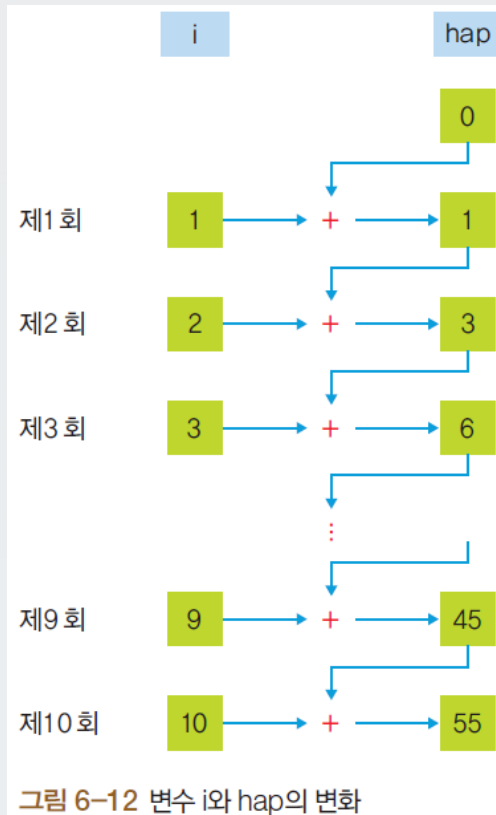 i hap
0
제1회 1 + 1
제2회 2 + 3
제3회 3 + 6
⋮
제9회 9 + 45
제10회 10 + 55
그림 6-12 변수 i와 hap의 변화